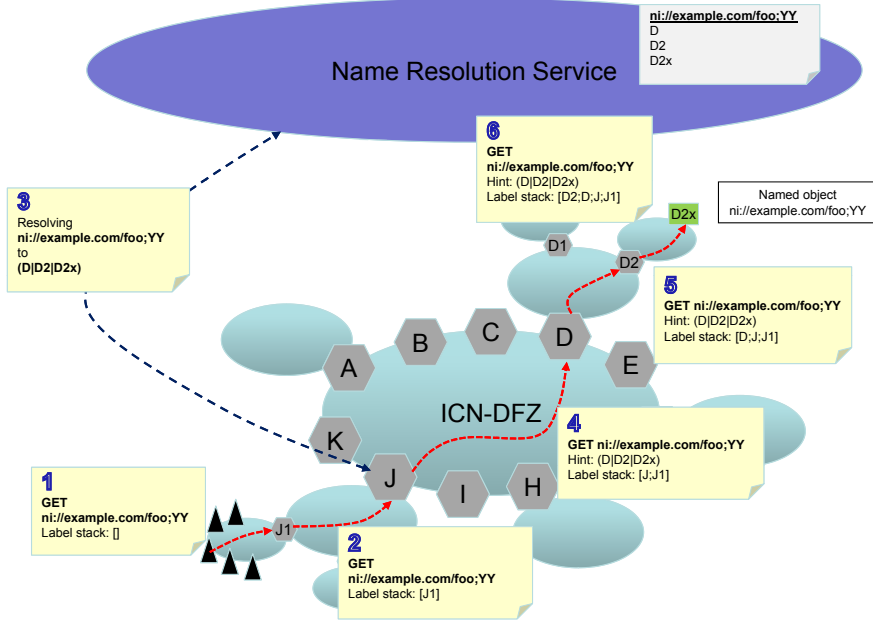 ni://example.com/foo;YY
D
D2
D2x
Name Resolution Service
6
GET
ni://example.com/foo;YY
Hint: (D|D2|D2x)
Label stack: [D2;D;J;J1]
3
Resolving
ni://example.com/foo;YY
to
(D|D2|D2x)
Named object
ni://example.com/foo;YY
D2x
D1
D2
5
GET ni://example.com/foo;YY
Hint: (D|D2|D2x)
Label stack: [D;J;J1]
A
B
C
D
E
ICN-DFZ
K
J
I
H
4
GET ni://example.com/foo;YY
Hint: (D|D2|D2x)
Label stack: [J;J1]
1
GET
ni://example.com/foo;YY
Label stack: []
J1
2
GET
ni://example.com/foo;YY
Label stack: [J1]